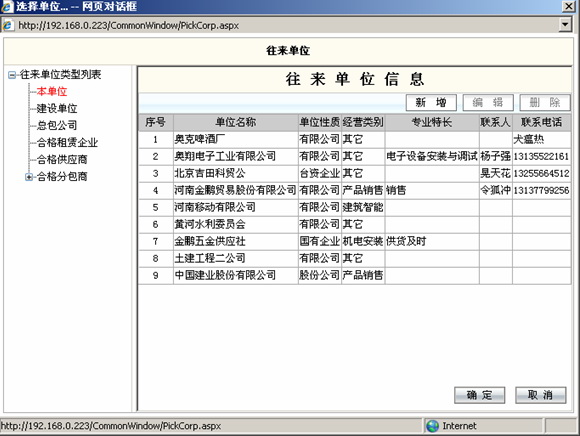 选择单位... -- 网页对话框
http://192.168.0.223/CommonWindow/PickCorp.aspx
往来单位
往来单位类型列表
本单位
建设单位
总包公司
合格租赁企业
合格供应商
合格分包商
往来单位信息
新 增 编 辑 删 除
序号 单位名称 单位性质 经营类别 专业特长 联系人 联系电话
1 奥克啤酒厂 有限公司 其它 犬瘟热
2 奥翔电子工业有限公司 有限公司 其它 电子设备安装与调试 杨子强 13135522161
3 北京吉田科贸公 台资企业 其它 晃天花 13255664512
4 河南金鹏贸易股份有限公司 有限公司 产品销售 销售 令狐冲 13137799256
5 河南移动有限公司 有限公司 建筑智能
6 黄河水利委员会 有限公司 其它
7 金鹏五金供应社 国有企业 机电安装 供货及时
8 土建工程二公司 有限公司 其它
9 中国建业股份有限公司 股份公司 产品销售
确 定 取 消
http://192.168.0.223/CommonWindow/PickCorp.aspx Internet